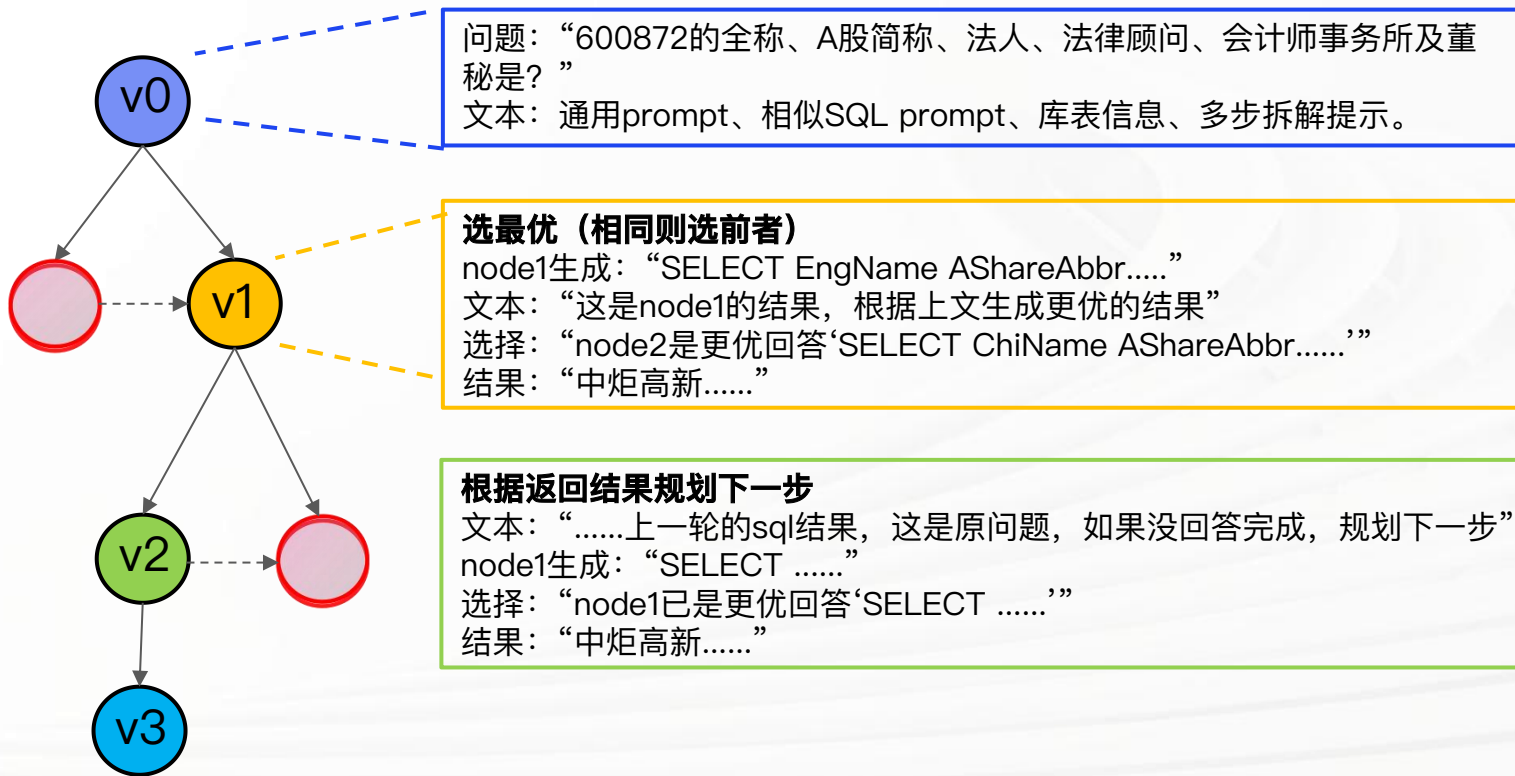 v0
问题：“600872的全称、A股简称、法人、法律顾问、会计师事务所及董
秘是？”
文本：通用prompt、相似SQL prompt、库表信息、多步拆解提示。
v1
选最优（相同则选前者）
node1生成：“SELECT EngName AShareAbbr.....”
文本：“这是node1的结果，根据上文生成更优的结果”
选择：“node2是更优回答‘SELECT ChiName AShareAbbr......’”
结果：“中炬高新......”
v2
根据返回结果规划下一步
文本：“......上一轮的sql结果，这是原问题，如果没回答完成，规划下一步”
node1生成：“SELECT ......”
选择：“node1已是更优回答‘SELECT ......’”
结果：“中炬高新......”
v3